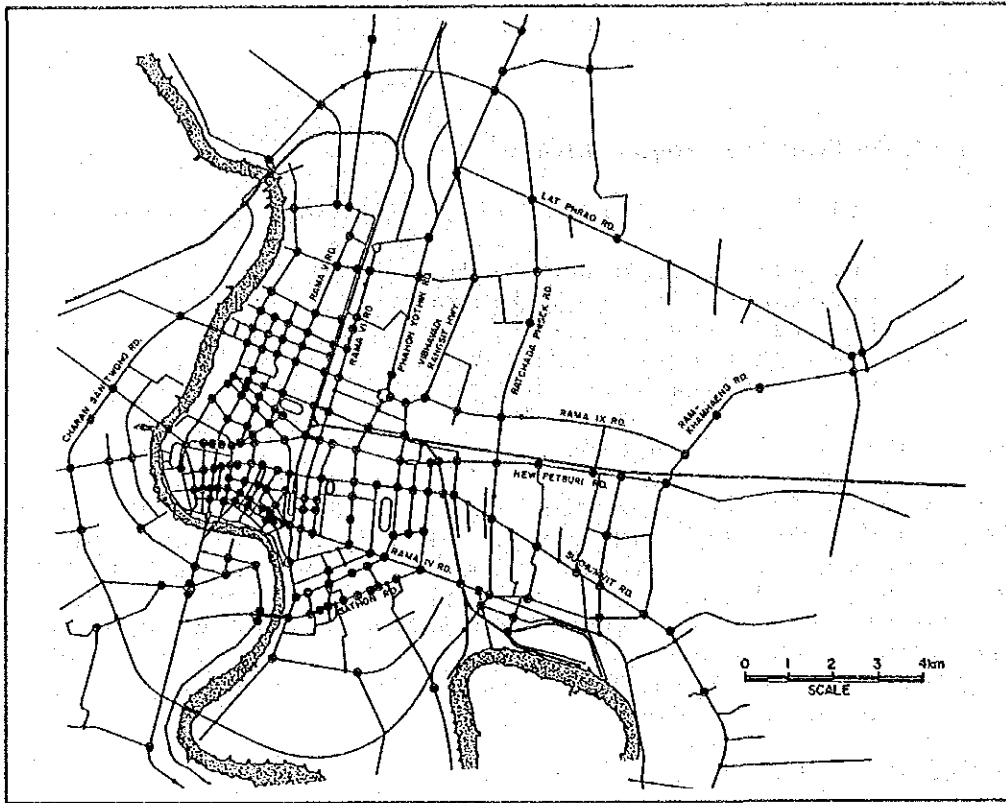 LAT PHRAO RD.
RAMA V RD.
RAMA VI RD
PHAHON YOTHIN RD.
VIBHAVADI
RANGSIT HWY.
RATCHADA PHISEK RD.
CHARAN SANITWONG RD.
RAMA IX RD.
RAM-
KHAMHAENG RD.
NEW PETBURI RD.
RAMA IV RD.
SUKHUMVIT RD.
SATHON RD.
0 1 2 3 4km
SCALE